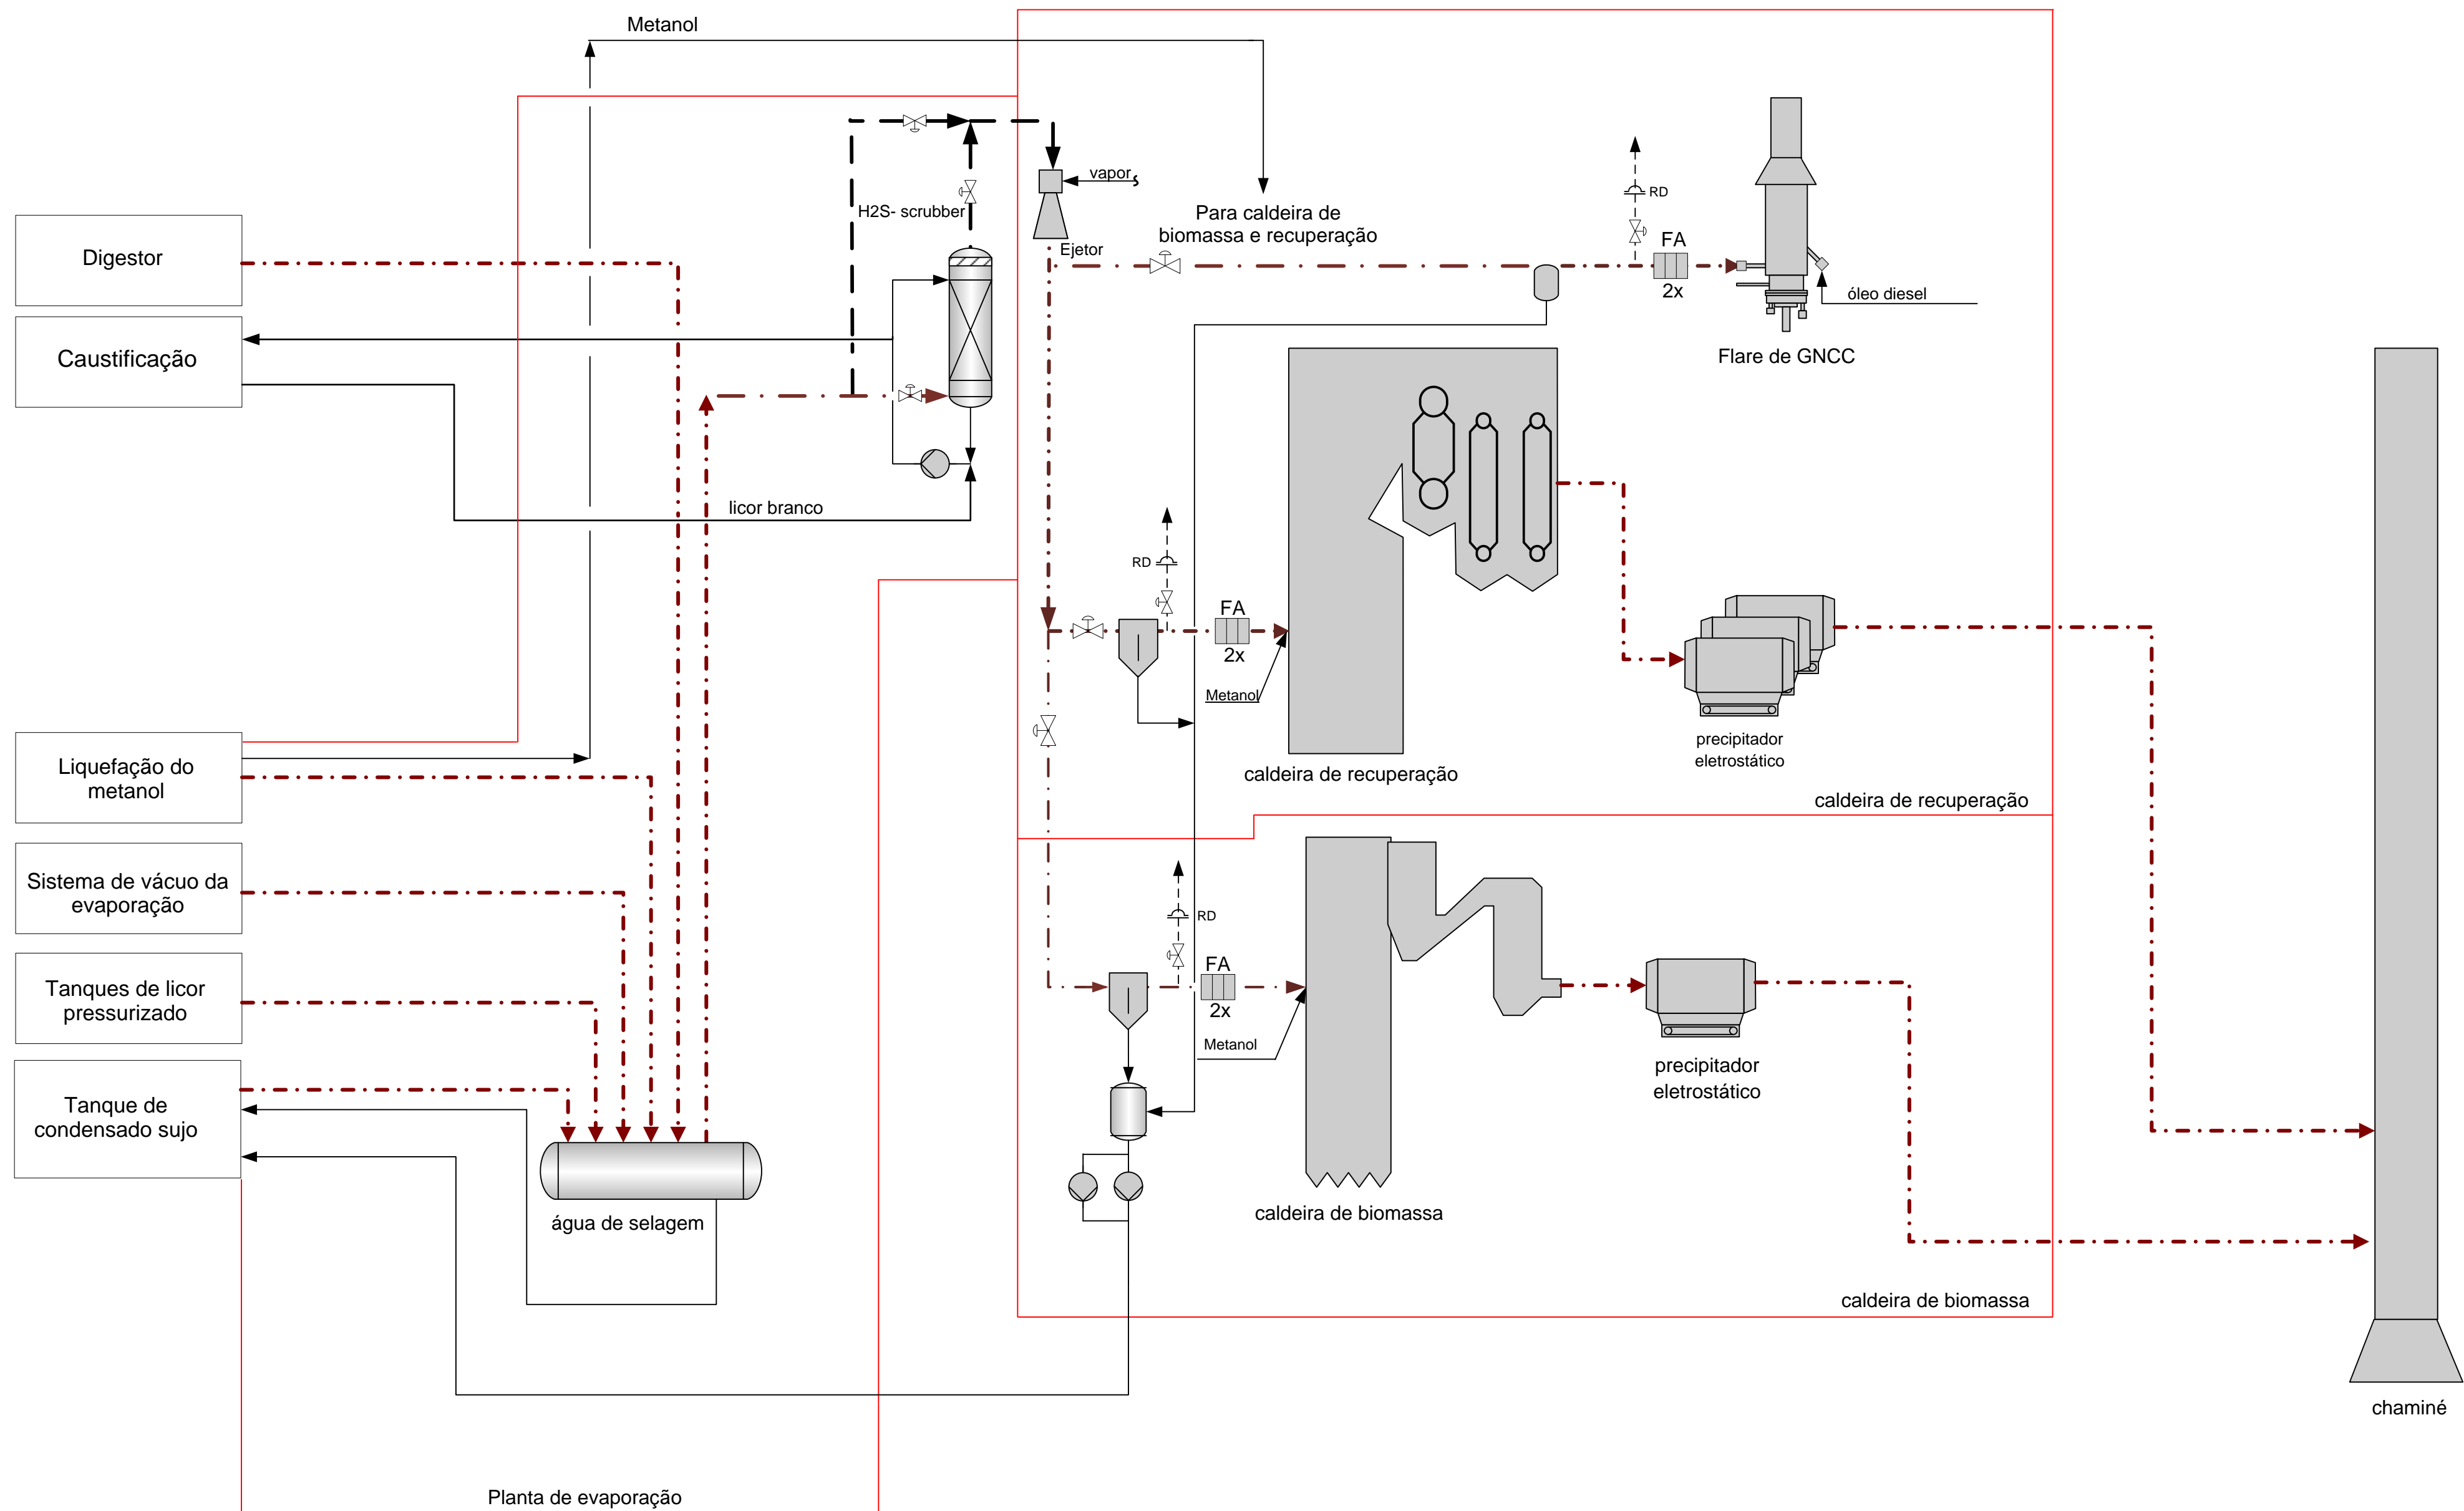 Metanol
vapor
H2S- scrubber
Para caldeira de
biomassa e recuperação
RD
FA
2x
Digestor
Ejetor
óleo diesel
Caustificação
Flare de GNCC
licor branco
RD
FA
2x
Metanol
precipitador
eletrostático
Liquefação do
metanol
caldeira de recuperação
caldeira de recuperação
Sistema de vácuo da
evaporação
RD
FA
2x
Tanques de licor
pressurizado
Metanol
precipitador
eletrostático
Tanque de
condensado sujo
água de selagem
caldeira de biomassa
caldeira de biomassa
chaminé
Planta de evaporação